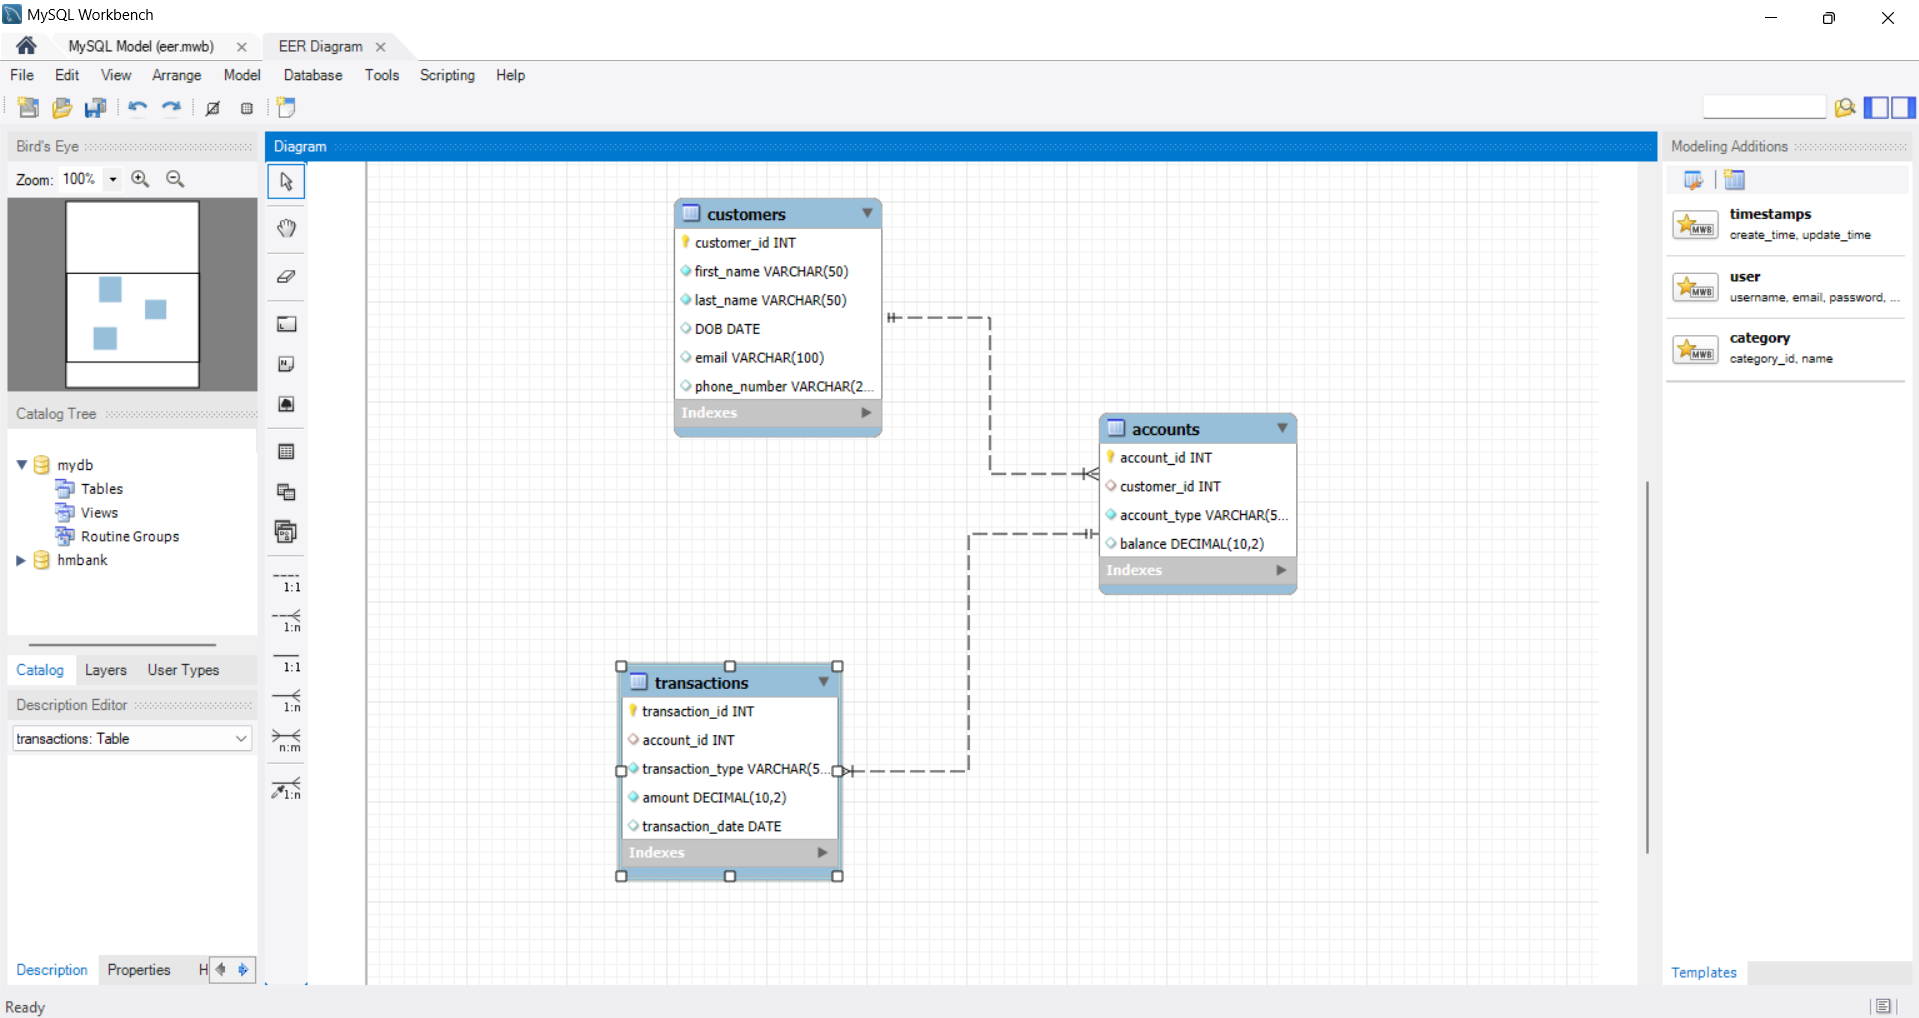 MySQL Workbench
MySQL Model (eer.mwb)
EER Diagram
File Edit View Arrange Model Database Tools Scripting Help
Bird's Eye
Zoom: 100%
Catalog Tree
mydb
Tables
Views
Routine Groups
hmbank
Catalog Layers User Types
Description Editor
transactions: Table
Description Properties H
Diagram
1:1
1:n
1:1
1:n
n:m
1:n
customers
customer_id INT
first_name VARCHAR(50)
last_name VARCHAR(50)
DOB DATE
email VARCHAR(100)
phone_number VARCHAR(2...
Indexes
accounts
account_id INT
customer_id INT
account_type VARCHAR(5...
balance DECIMAL(10,2)
Indexes
transactions
transaction_id INT
account_id INT
transaction_type VARCHAR(5...
amount DECIMAL(10,2)
transaction_date DATE
Indexes
Modeling Additions
MWB
timestamps
create_time, update_time
MWB
user
username, email, password, ...
MWB
category
category_id, name
Templates
Ready